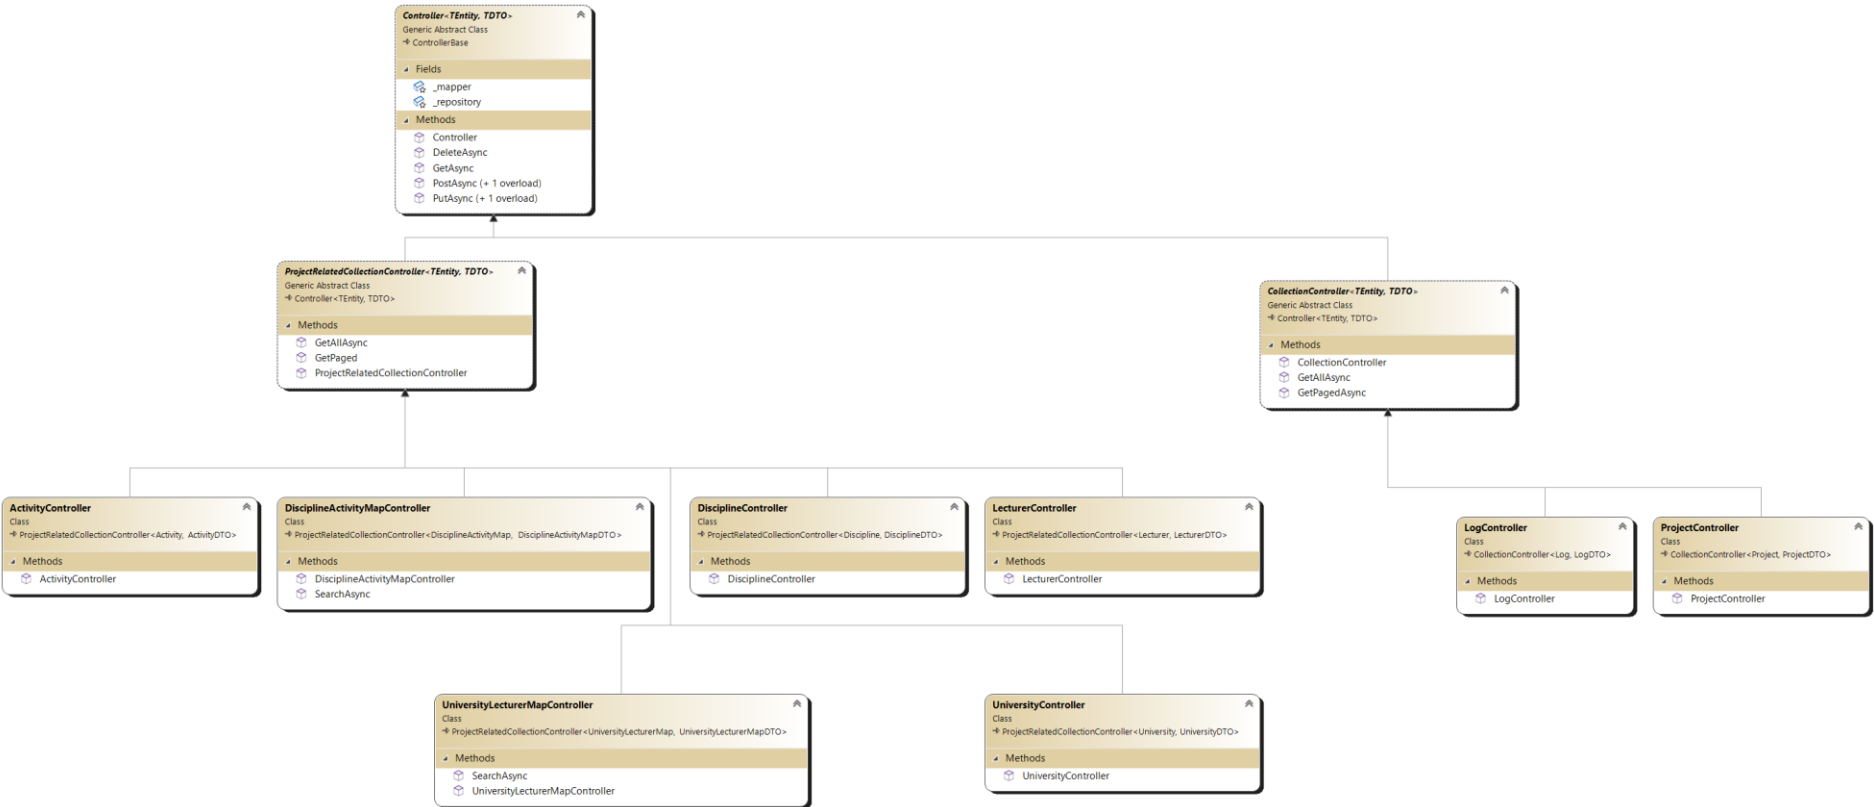 Controller<TEntity, TDTO>
Generic Abstract Class
ControllerBase
Fields
_mapper
_repository
Methods
Controller
DeleteAsync
GetAsync
PostAsync (+ 1 overload)
PutAsync (+ 1 overload)
ProjectRelatedCollectionController<TEntity, TDTO>
Generic Abstract Class
Controller<TEntity, TDTO>
Methods
GetAllAsync
GetPaged
ProjectRelatedCollectionController
CollectionController<TEntity, TDTO>
Generic Abstract Class
Controller<TEntity, TDTO>
Methods
CollectionController
GetAllAsync
GetPagedAsync
ActivityController
Class
ProjectRelatedCollectionController<Activity, ActivityDTO>
Methods
ActivityController
DisciplineActivityMapController
Class
ProjectRelatedCollectionController<DisciplineActivityMap, DisciplineActivityMapDTO>
Methods
DisciplineActivityMapController
SearchAsync
DisciplineController
Class
ProjectRelatedCollectionController<Discipline, DisciplineDTO>
Methods
DisciplineController
LecturerController
Class
ProjectRelatedCollectionController<Lecturer, LecturerDTO>
Methods
LecturerController
LogController
Class
CollectionController<Log, LogDTO>
Methods
LogController
ProjectController
Class
CollectionController<Project, ProjectDTO>
Methods
ProjectController
UniversityLecturerMapController
Class
ProjectRelatedCollectionController<UniversityLecturerMap, UniversityLecturerMapDTO>
Methods
SearchAsync
UniversityLecturerMapController
UniversityController
Class
ProjectRelatedCollectionController<University, UniversityDTO>
Methods
UniversityController